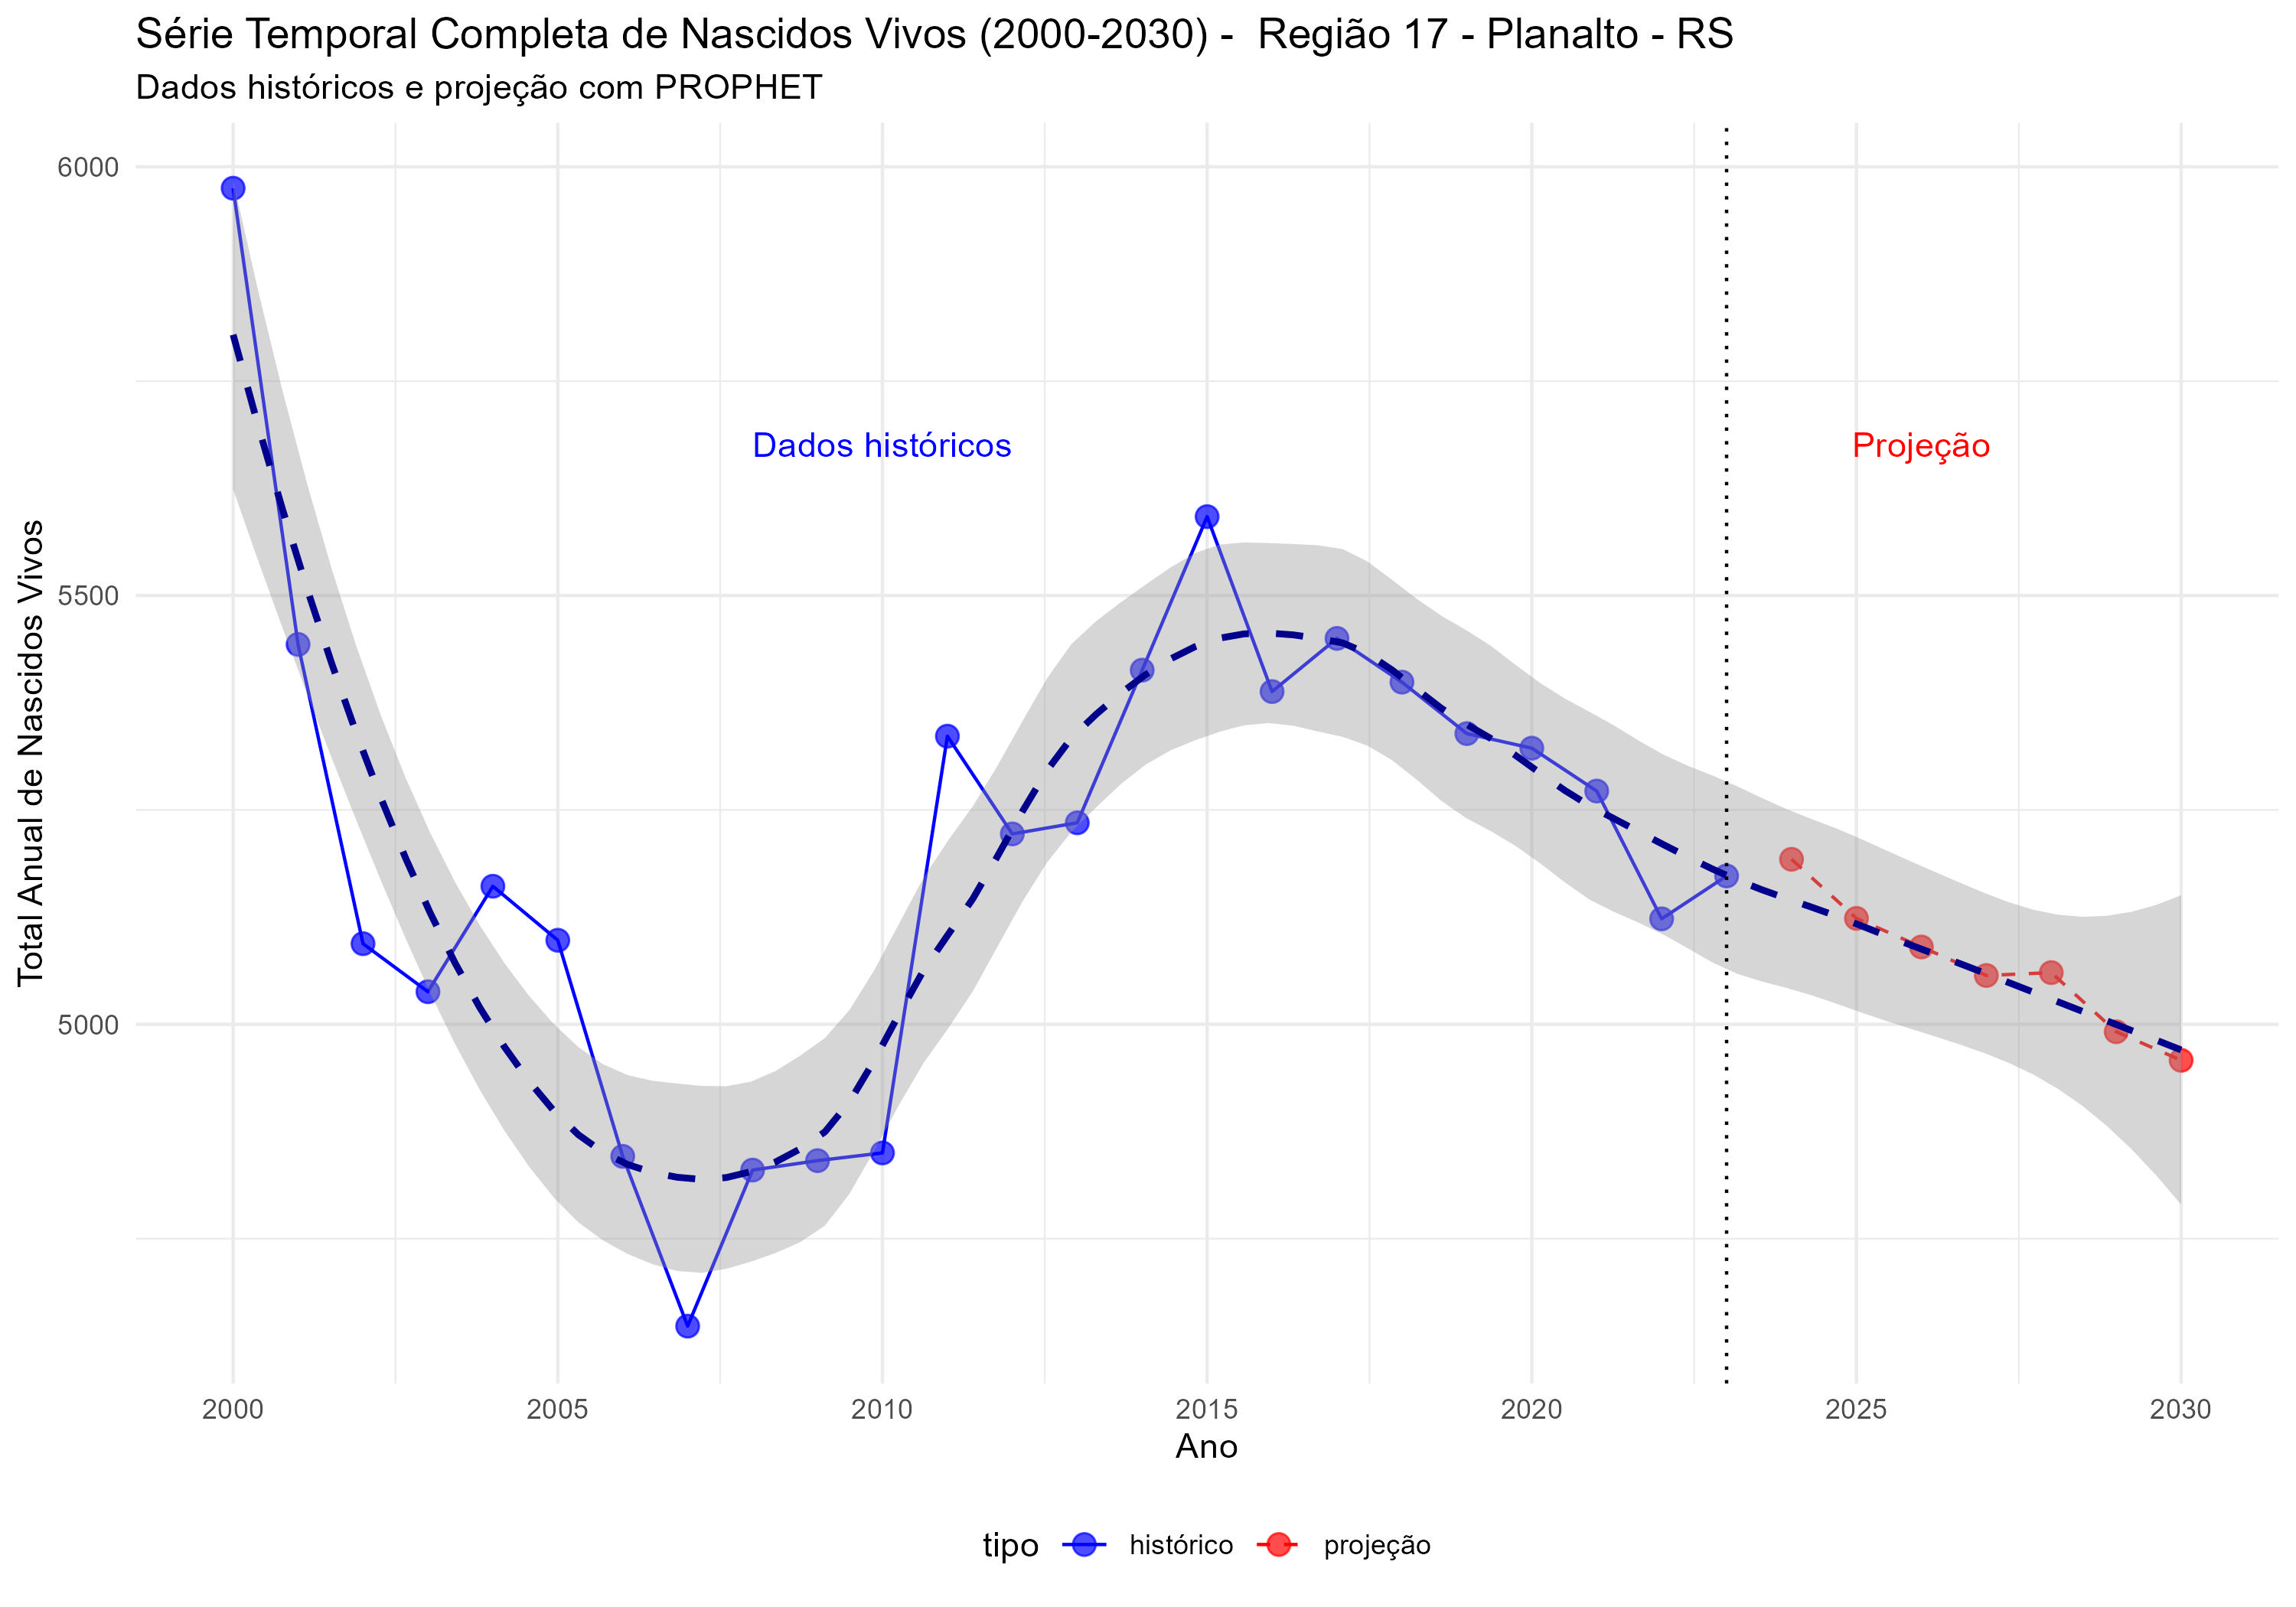 Série Temporal Completa de Nascidos Vivos (2000-2030) -  Região 17 - Planalto - RS
Dados históricos e projeção com PROPHET
Total Anual de Nascidos Vivos
6000
5500
5000
Dados históricos
Projeção
2000
2005
2010
2015
2020
2025
2030
Ano
tipo
histórico
projeção